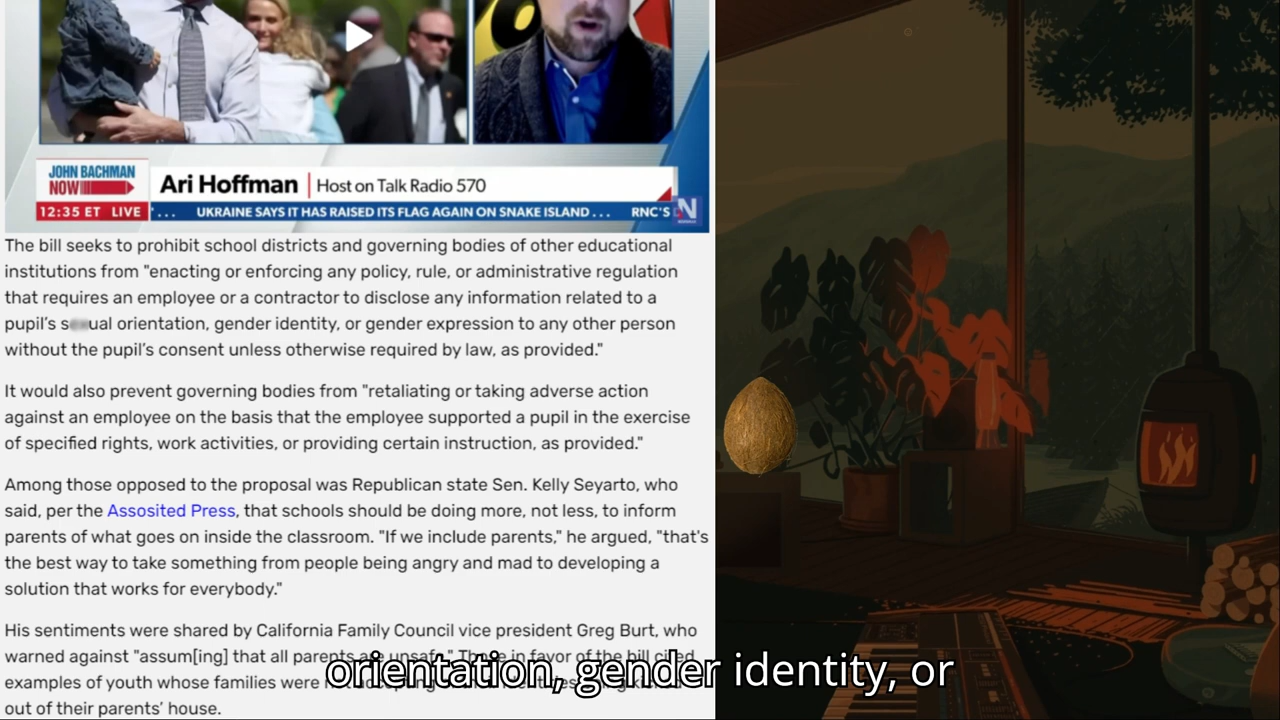 JOHN BACHMAN
NOW
Ari Hoffman | Host on Talk Radio 570
12:35 ET LIVE ... UKRAINE SAYS IT HAS RAISED ITS FLAG AGAIN ON SNAKE ISLAND ... RNC'S N
The bill seeks to prohibit school districts and governing bodies of other educational
institutions from "enacting or enforcing any policy, rule, or administrative regulation
that requires an employee or a contractor to disclose any information related to a
pupil's s ual orientation, gender identity, or gender expression to any other person
without the pupil's consent unless otherwise required by law, as provided."
It would also prevent governing bodies from "retaliating or taking adverse action
against an employee on the basis that the employee supported a pupil in the exercise
of specified rights, work activities, or providing certain instruction, as provided."
Among those opposed to the proposal was Republican state Sen. Kelly Seyarto, who
said, per the Assosited Press, that schools should be doing more, not less, to inform
parents of what goes on inside the classroom. "If we include parents," he argued, "that's
the best way to take something from people being angry and mad to developing a
solution that works for everybody."
His sentiments were shared by California Family Council vice president Greg Burt, who
warned against "assum[ing] that all parents are unsafe." Those in favor of the bill cited
examples of youth whose families were
out of their parents' house.
orientation, gender identity, or